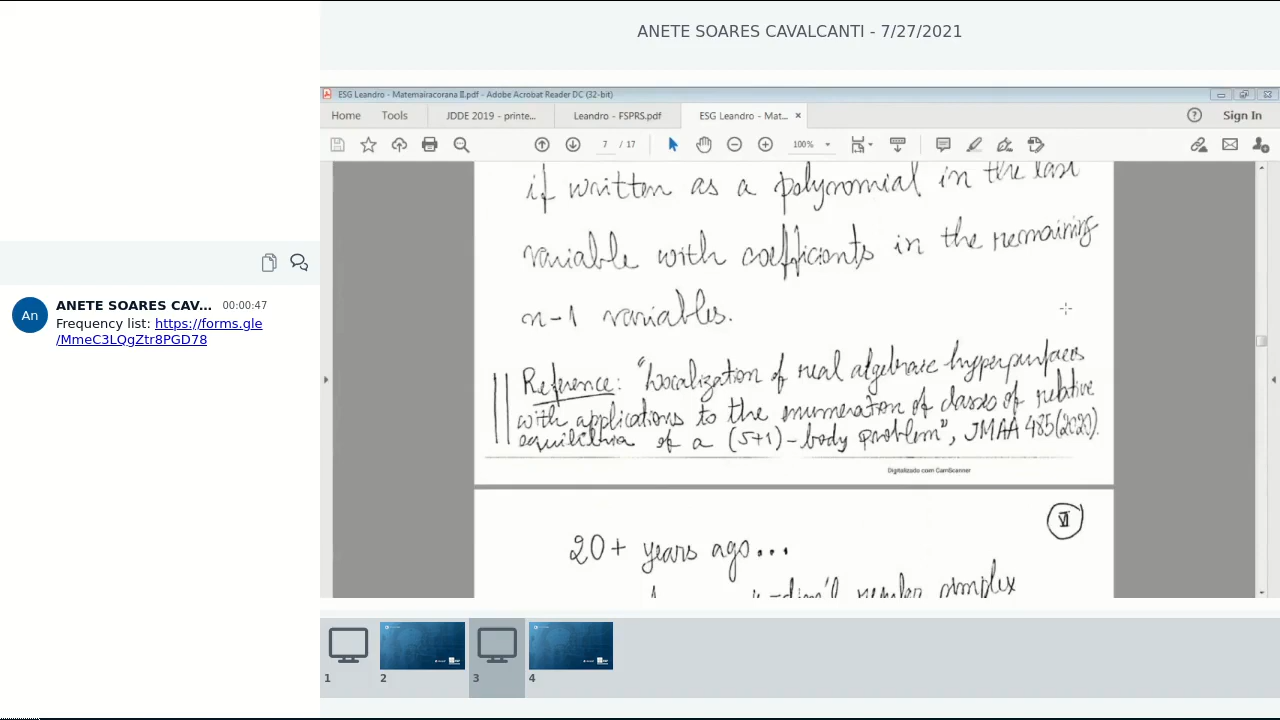 ANETE SOARES CAVALCANTI - 7/27/2021
ANETE SOARES CAV... 00:00:47
An
Frequency list: https://forms.gle
/MmeC3LQgZtr8PGD78
ESG Leandro - Matemairacorana II.pdf - Adobe Acrobat Reader DC (32-bit)
Home Tools JDDE 2019 - printe... Leandro - FSPRS.pdf ESG Leandro - Mat... × Sign In
7 / 17 100%
if written as a polynomial in the last
variable with coefficients in the remaining
n-1 variables.
Reference: "Localization of real algebraic hypersurfaces
with applications to the enumeration of classes of relative
equilibria of a (5+1)-body problem", JMAA 485(2020).
Digitalizado com CamScanner
20+ years ago...
n-dim'l regular simplex
1 2 3 4